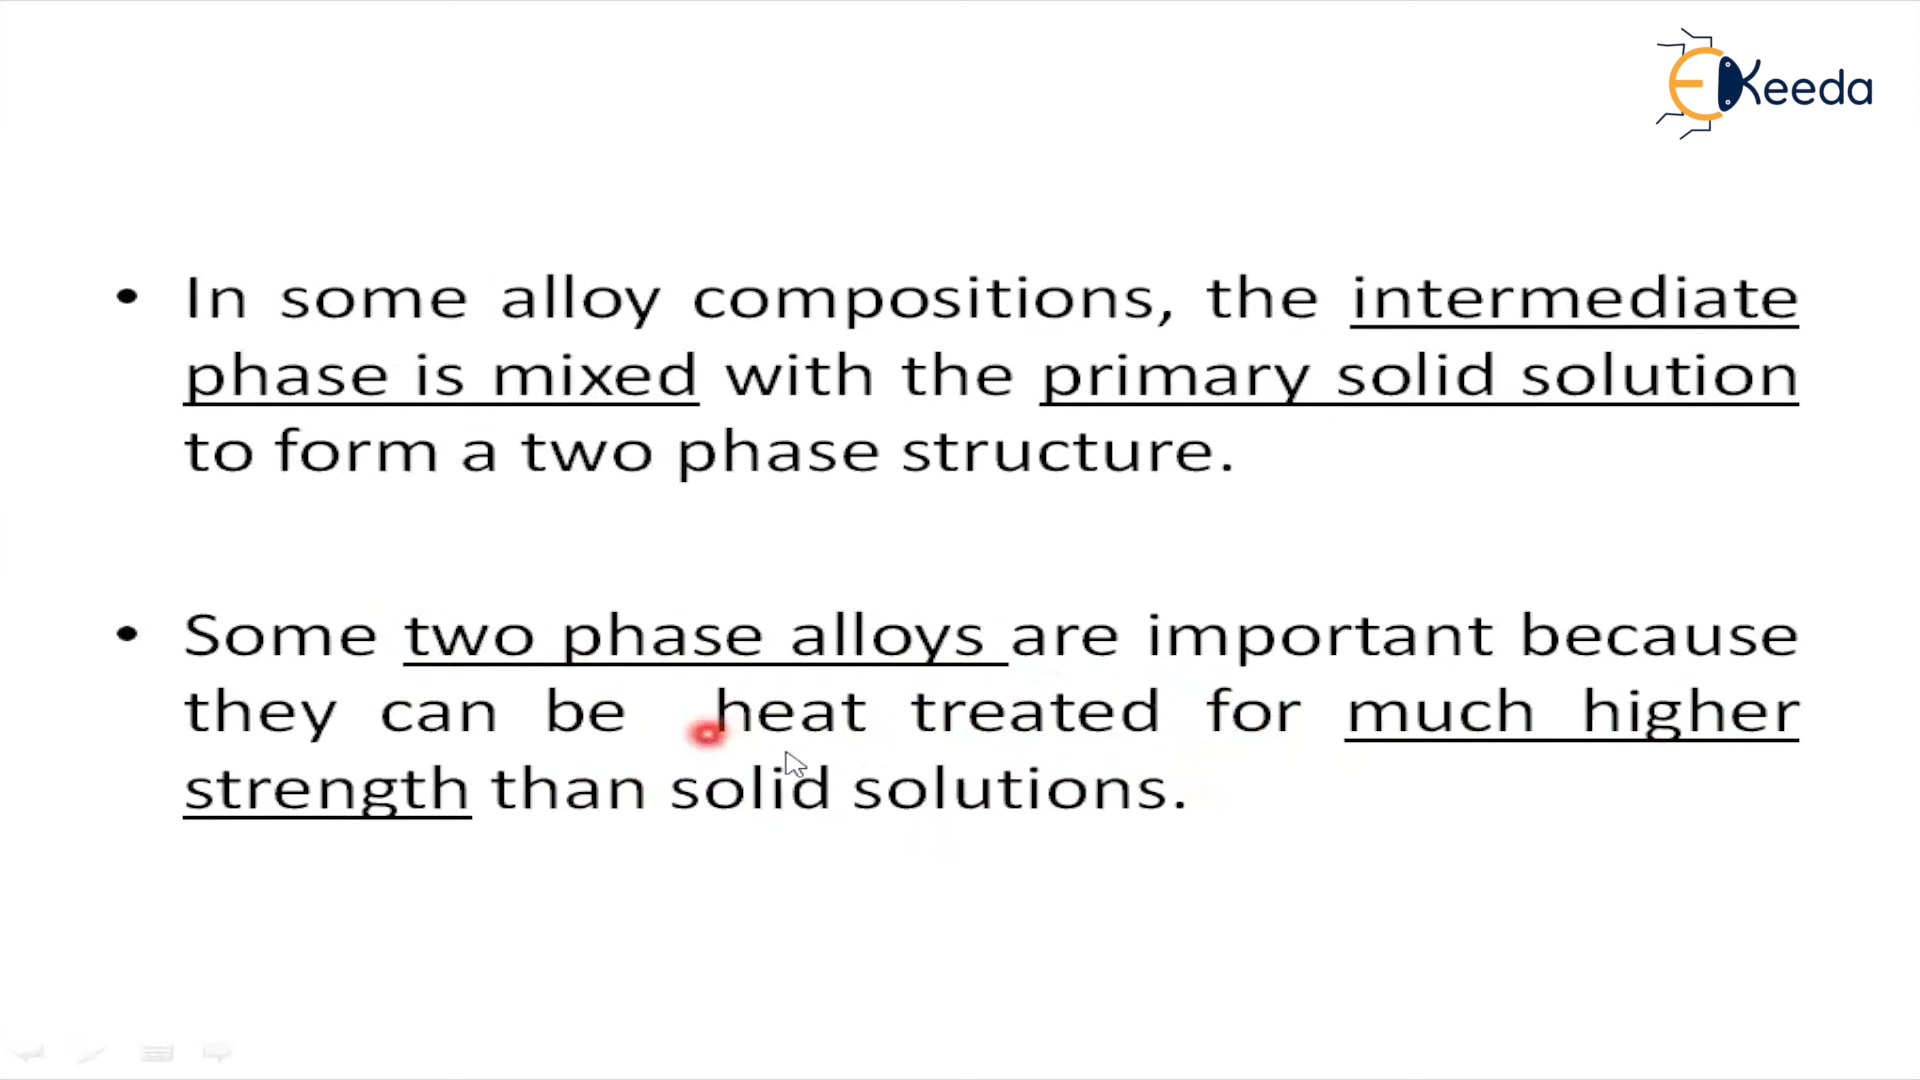 EKeeda
• In some alloy compositions, the intermediate
phase is mixed with the primary solid solution
to form a two phase structure.
• Some two phase alloys are important because
they can be heat treated for much higher
strength than solid solutions.